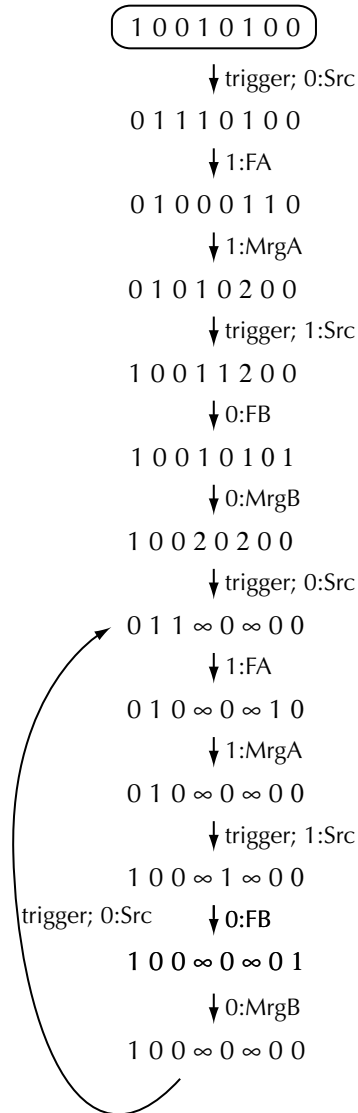 1 0 0 1 0 1 0 0
trigger; 0:Src
0 1 1 1 0 1 0 0
1:FA
0 1 0 0 0 1 1 0
1:MrgA
0 1 0 1 0 2 0 0
trigger; 1:Src
1 0 0 1 1 2 0 0
0:FB
1 0 0 1 0 1 0 1
0:MrgB
1 0 0 2 0 2 0 0
trigger; 0:Src
0 1 1 ∞ 0 ∞ 0 0
1:FA
0 1 0 ∞ 0 ∞ 1 0
1:MrgA
0 1 0 ∞ 0 ∞ 0 0
trigger; 1:Src
1 0 0 ∞ 1 ∞ 0 0
trigger; 0:Src
0:FB
1 0 0 ∞ 0 ∞ 0 1
0:MrgB
1 0 0 ∞ 0 ∞ 0 0